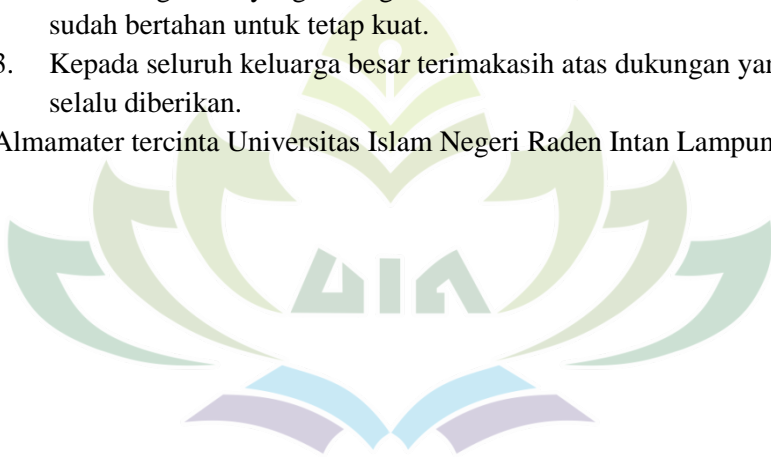 sudah bertahan untuk tetap kuat.
3. Kepada seluruh keluarga besar terimakasih atas dukungan yan
selalu diberikan.
Almamater tercinta Universitas Islam Negeri Raden Intan Lampun
UIN